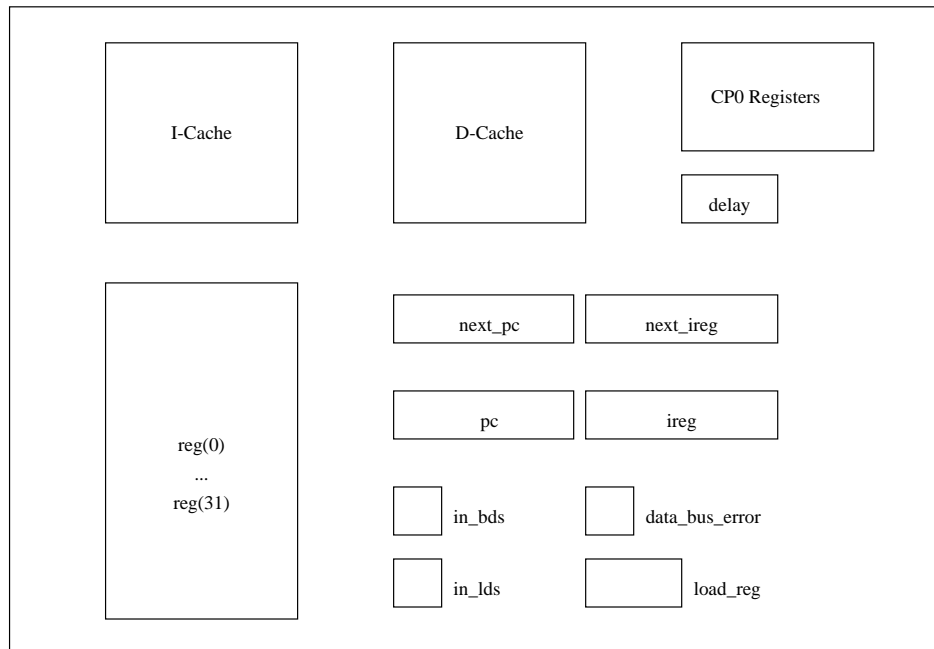 I-Cache
D-Cache
CP0 Registers
delay
next_pc
next_ireg
pc
ireg
reg(0)
...
reg(31)
in_bds
data_bus_error
in_lds
load_reg